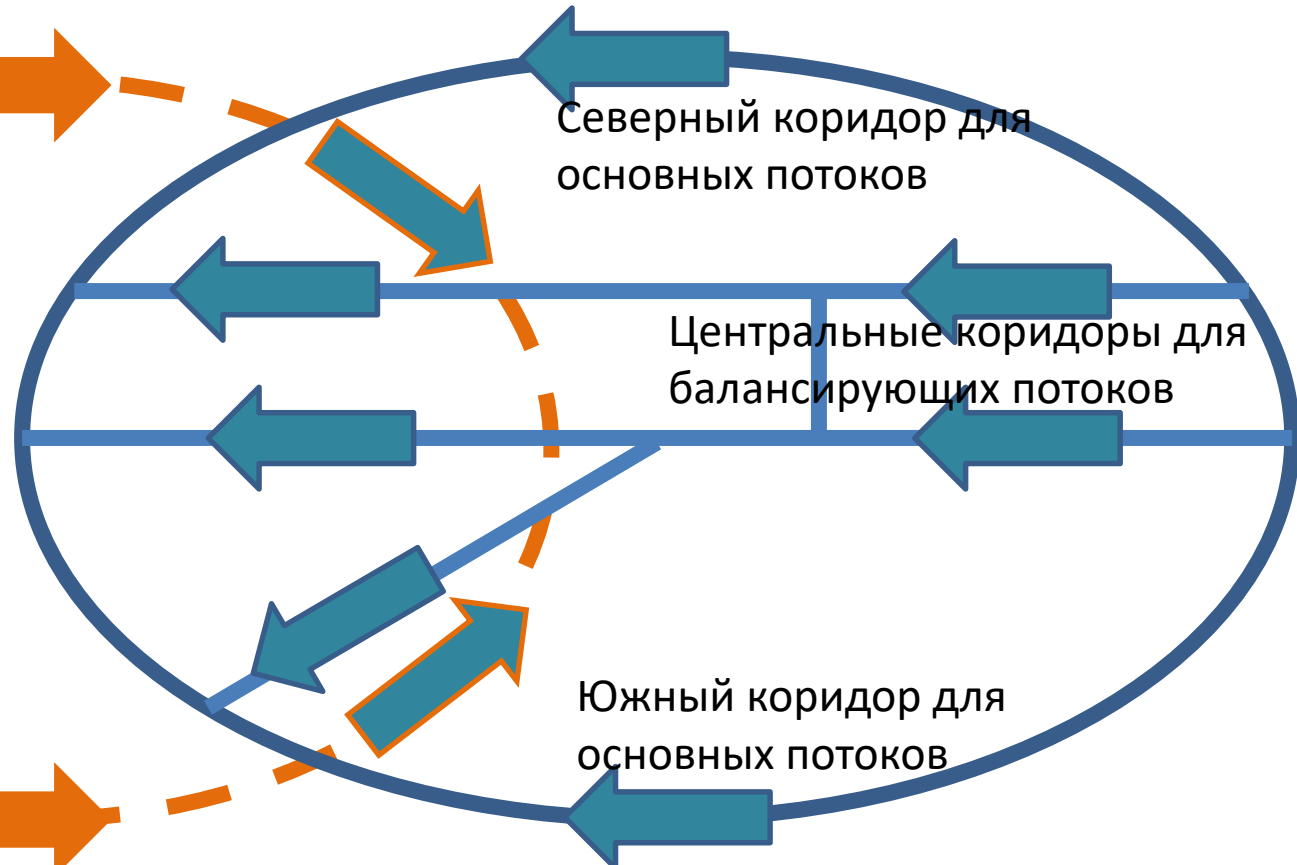 Северный коридор для
основных потоков
Центральные коридоры для
балансирующих потоков
Южный коридор для
основных потоков